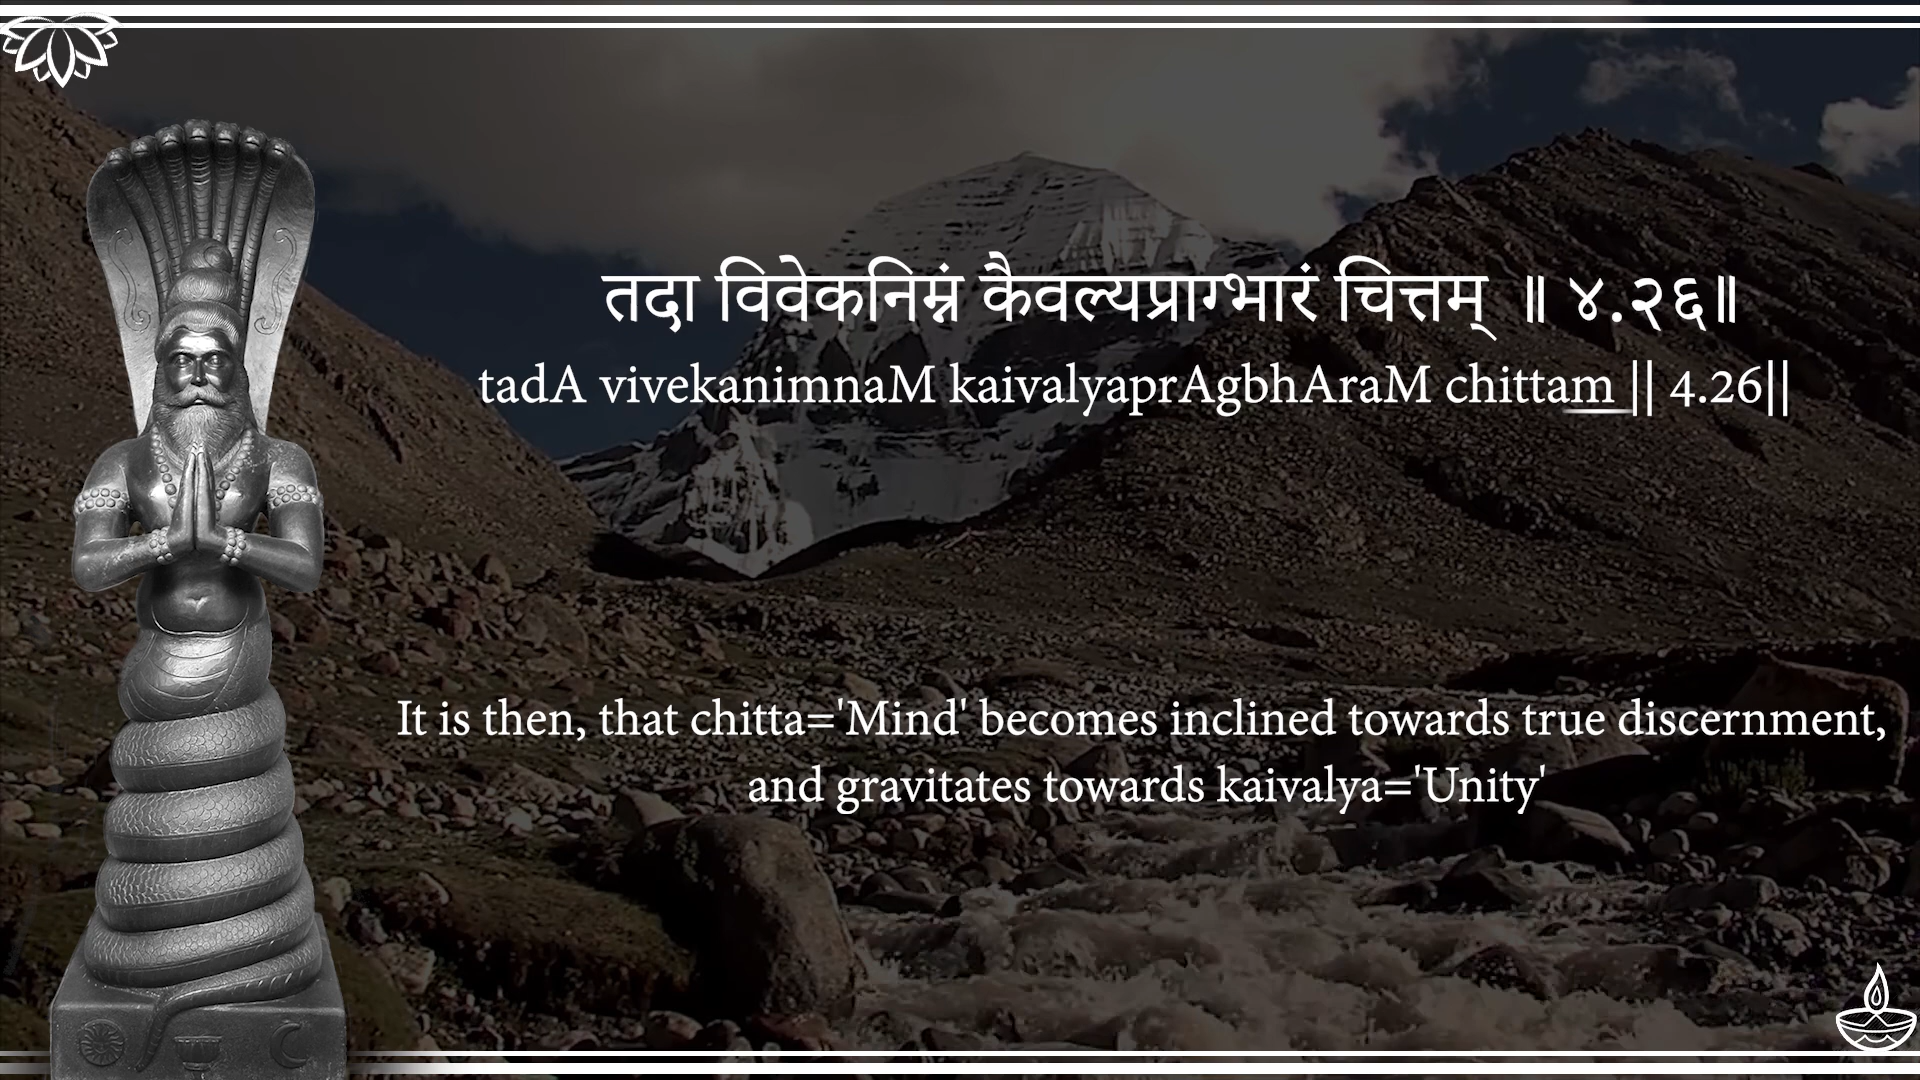 तदा विवेकनिम्नं कैवल्यप्राग्भारं चित्तम् ॥ ४.२६॥
tadA vivekanimnaM kaivalyaprAgbhAraM chittam || 4.26||
It is then, that chitta='Mind' becomes inclined towards true discernment,
and gravitates towards kaivalya='Unity'